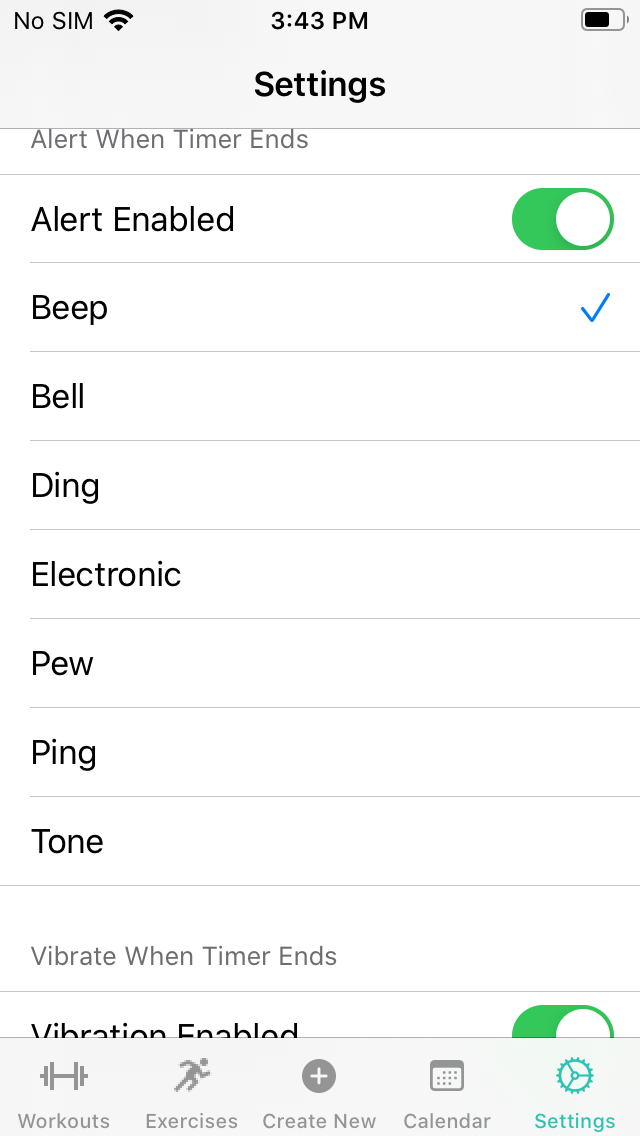 No SIM 3:43 PM
Settings
Alert When Timer Ends
Alert Enabled
Beep
Bell
Ding
Electronic
Pew
Ping
Tone
Vibrate When Timer Ends
Vibration Enabled
Workouts Exercises Create New Calendar Settings